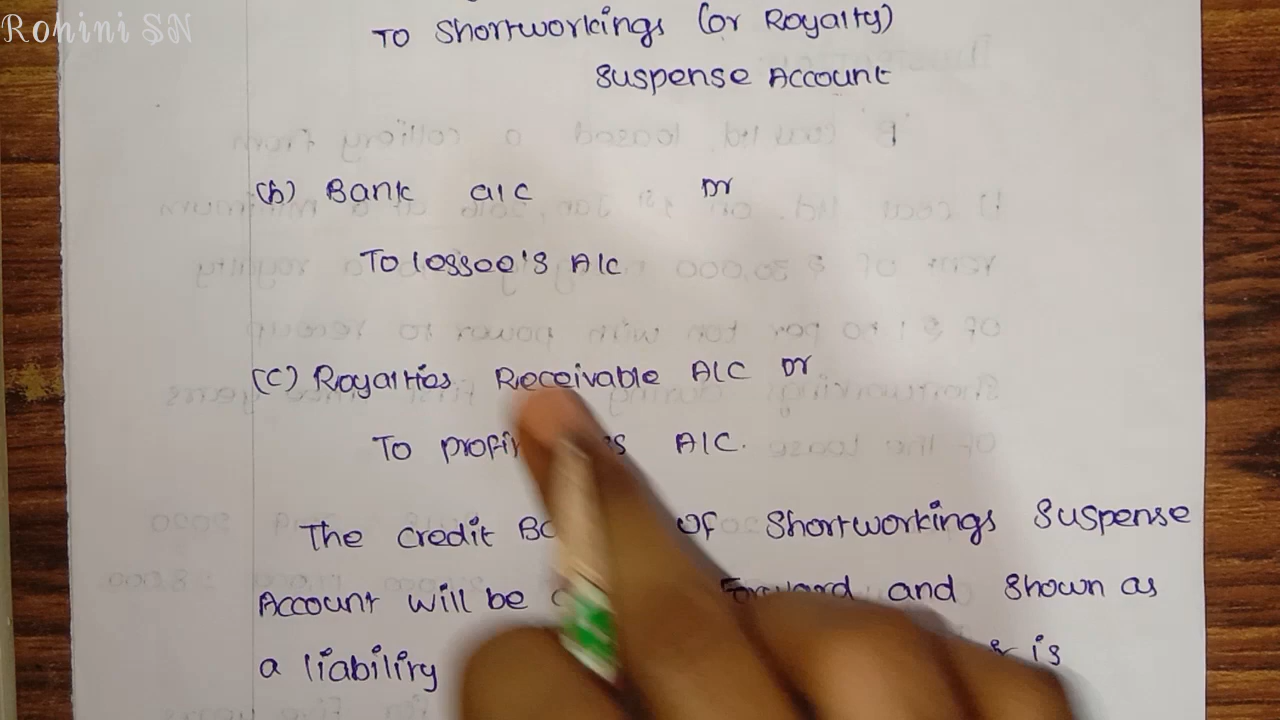 Rohini SN
TO Shortworkings (or Royalty)
Suspense Account
(b) Bank a/c Dr
To lessee's A/c
(C) Royalties Receivable A/C Dr
To A/C.
The credit of Shortworkings Suspense
Account will be Forward and Shown as
a liability is